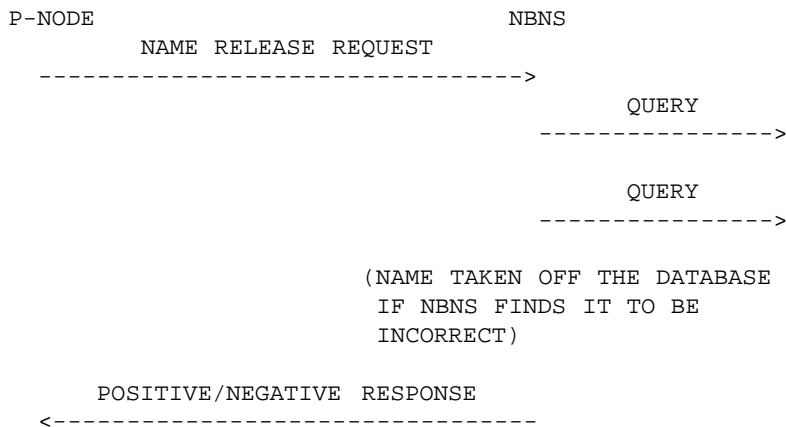 P-NODE NBNS
NAME RELEASE REQUEST
---------------------------------->
QUERY
---------------->
QUERY
---------------->
(NAME TAKEN OFF THE DATABASE
IF NBNS FINDS IT TO BE
INCORRECT)
POSITIVE/NEGATIVE RESPONSE
<----------------------------------